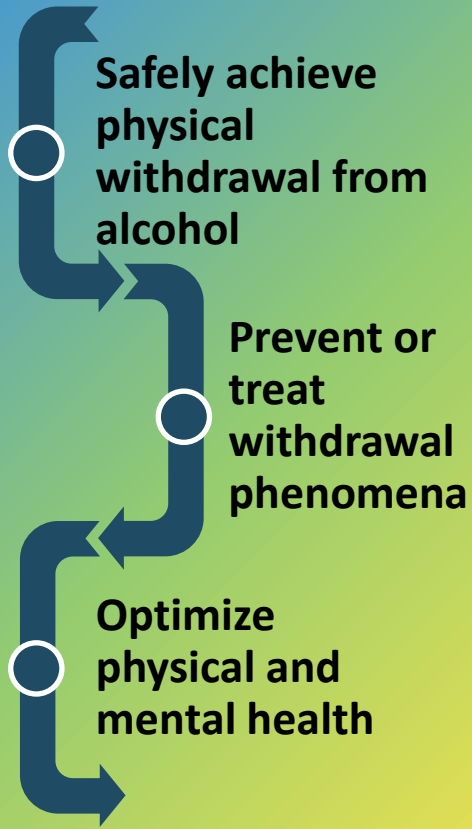 Safely achieve
physical
withdrawal from
alcohol
Prevent or
treat
withdrawal
phenomena
Optimize
physical and
mental health